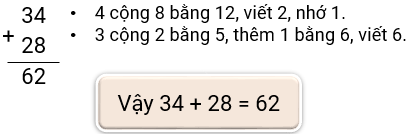 34 • 4 cộng 8 bằng 12, viết 2, nhớ 1.
+ • 3 cộng 2 bằng 5, thêm 1 bằng 6, viết 6.
28
62
Vậy 34 + 28 = 62